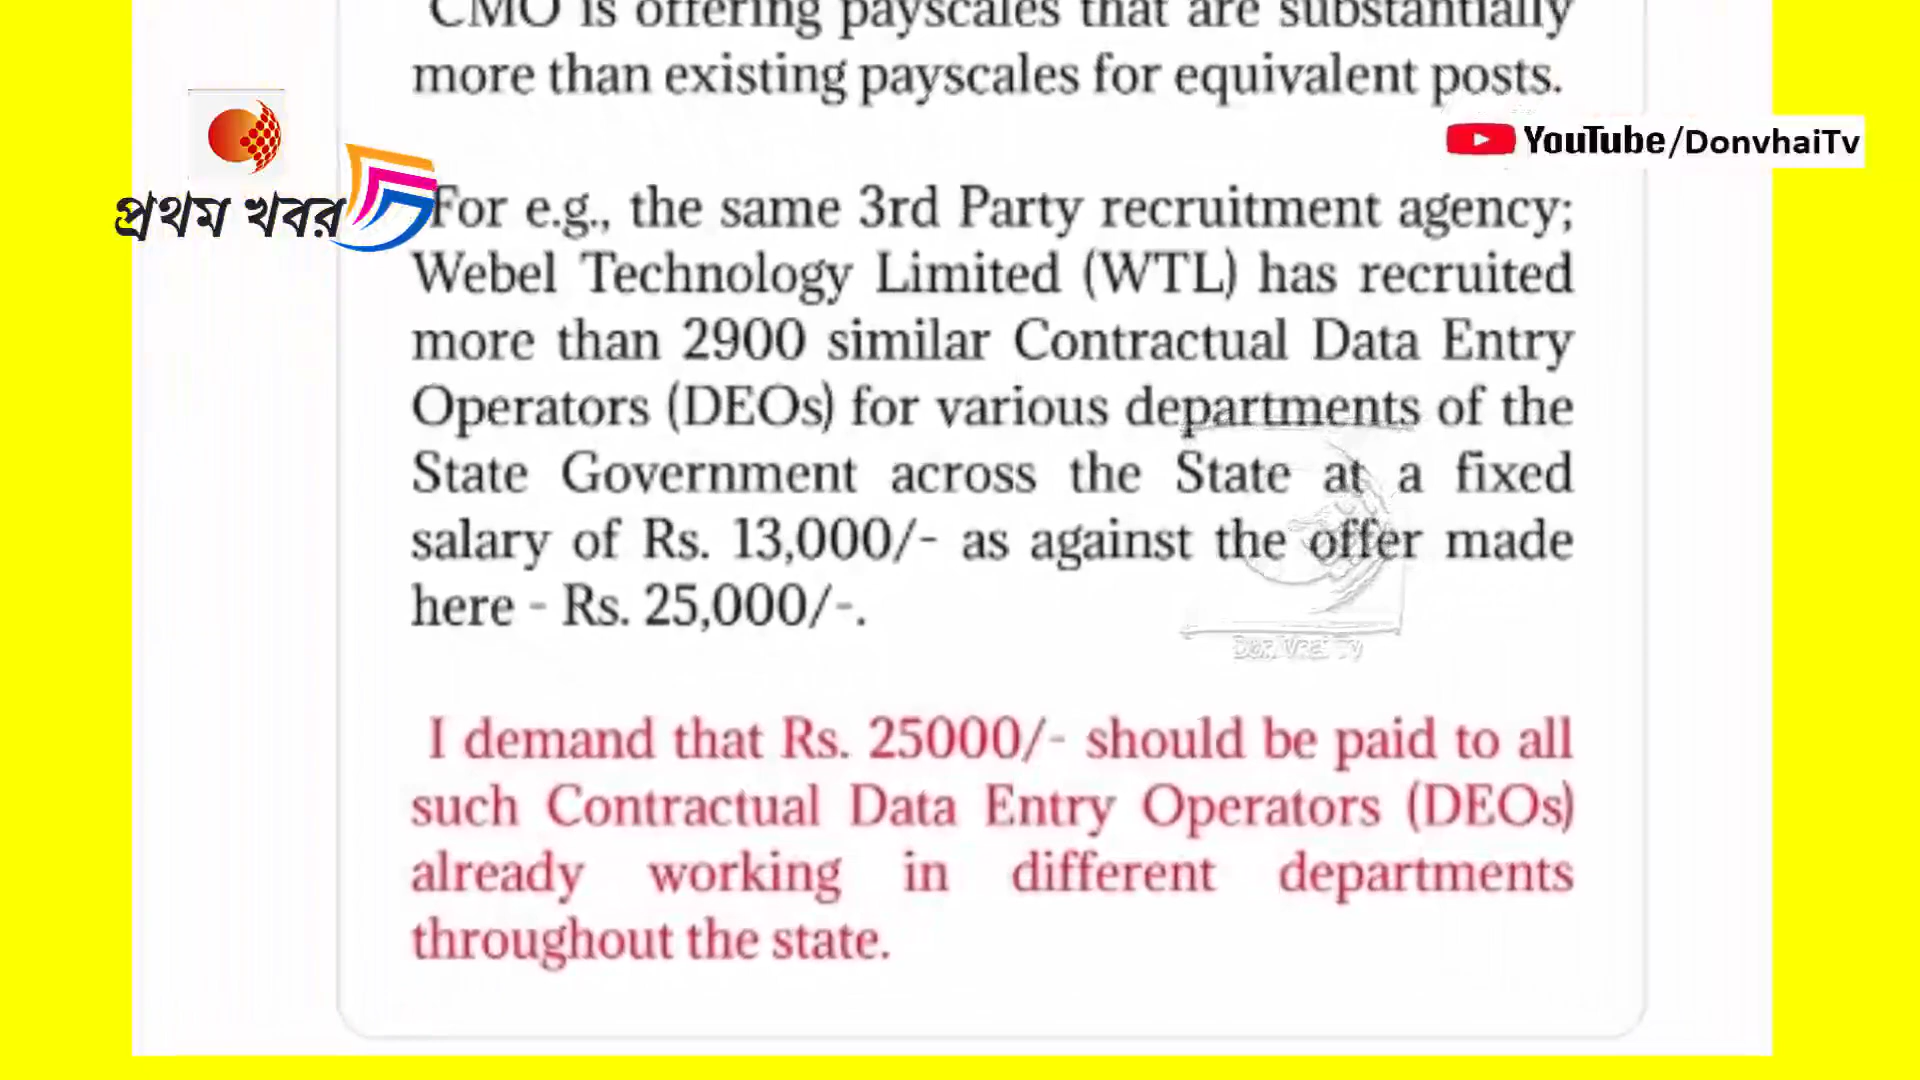 CMO is offering payscales that are substantially
more than existing payscales for equivalent posts.
YouTube/DonvhaiTv
প্রথম খবর
For e.g., the same 3rd Party recruitment agency;
Webel Technology Limited (WTL) has recruited
more than 2900 similar Contractual Data Entry
Operators (DEOs) for various departments of the
State Government across the State at a fixed
salary of Rs. 13,000/- as against the offer made
here - Rs. 25,000/-.
Don Vhai Tv
I demand that Rs. 25000/- should be paid to all
such Contractual Data Entry Operators (DEOs)
already working in different departments
throughout the state.